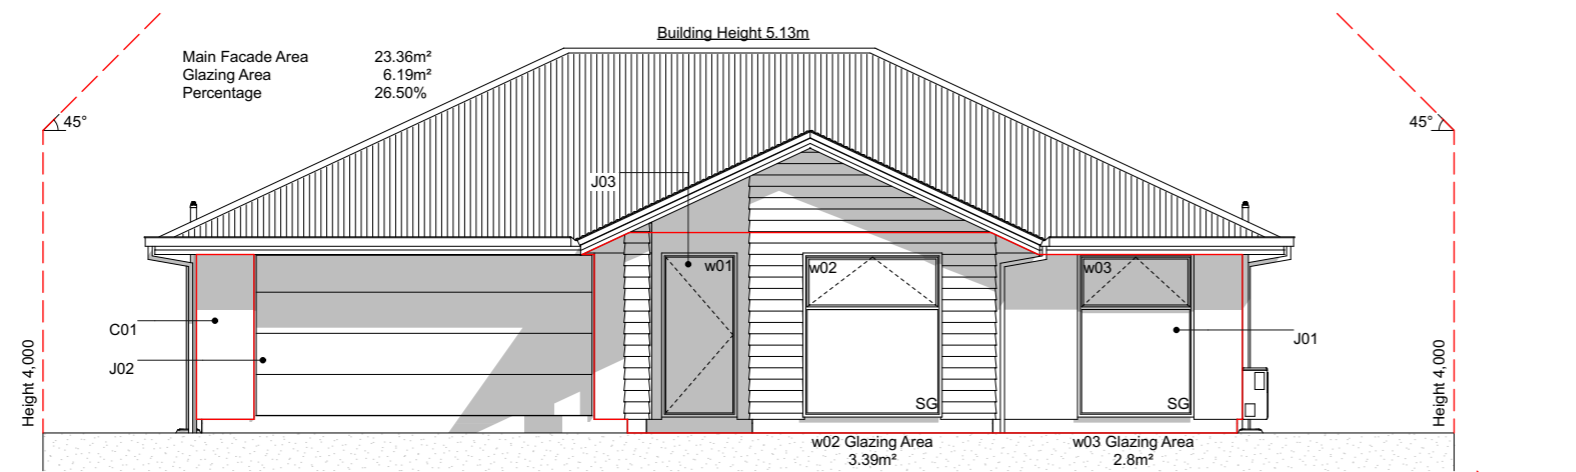 Building Height 5.13m
Main Facade Area 23.36m²
Glazing Area 6.19m²
Percentage 26.50%
45°
45°
J03
w01
w02
w03
C01
J01
J02
Height 4,000
Height 4,000
SG
SG
w02 Glazing Area
3.39m²
w03 Glazing Area
2.8m²